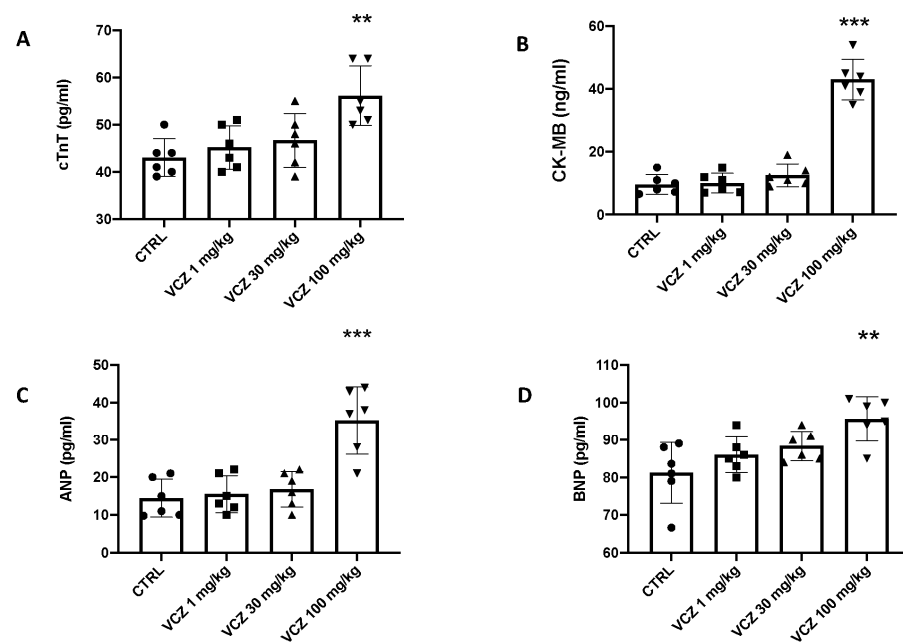 A
**
cTnT (pg/ml)
70
60
50
40
30
CTRL
VCZ 1 mg/kg
VCZ 30 mg/kg
VCZ 100 mg/kg
B
***
CK-MB (ng/ml)
60
40
20
0
CTRL
VCZ 1 mg/kg
VCZ 30 mg/kg
VCZ 100 mg/kg
C
***
ANP (pg/ml)
50
40
30
20
10
0
CTRL
VCZ 1 mg/kg
VCZ 30 mg/kg
VCZ 100 mg/kg
D
**
BNP (pg/ml)
110
100
90
80
70
60
CTRL
VCZ 1 mg/kg
VCZ 30 mg/kg
VCZ 100 mg/kg